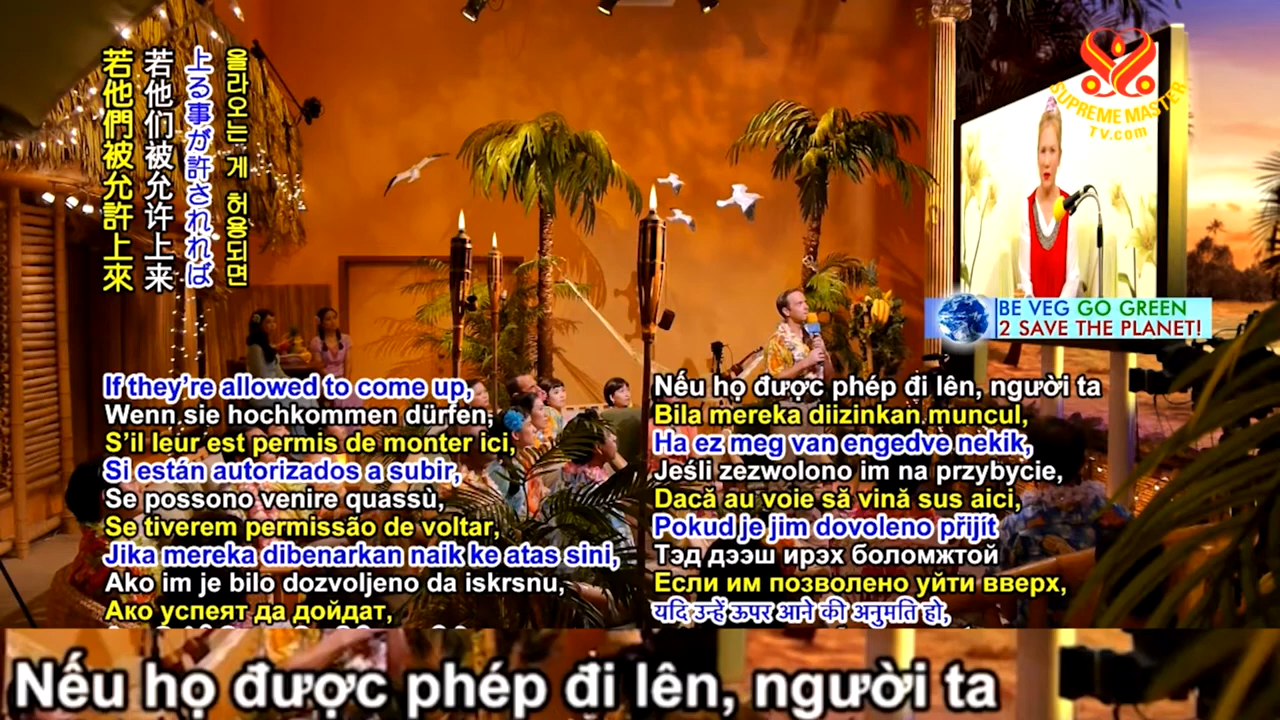 올라오는 게 허용되면
上る事が許されれば
若他们被允许上来
若他們被允許上來
SUPREME MASTER
TV.com
BE VEG GO GREEN
2 SAVE THE PLANET!
If they're allowed to come up,
Wenn sie hochkommen dürfen,
S'il leur est permis de monter ici,
Si están autorizados a subir,
Se possono venire quassù,
Se tiverem permissão de voltar,
Jika mereka dibenarkan naik ke atas sini,
Ako im je bilo dozvoljeno da iskrsnu,
Ако успеят да дойдат,
Nếu họ được phép đi lên, người ta
Bila mereka diizinkan muncul,
Ha ez meg van engedve nekik,
Jeśli zezwolono im na przybycie,
Dacă au voie să vină sus aici,
Pokud je jim dovoleno přijít
Тэд дээш ирэх боломжтой
Если им позволено уйти вверх,
यदि उन्हें ऊपर आने की अनुमति हो,
Nếu họ được phép đi lên, người ta